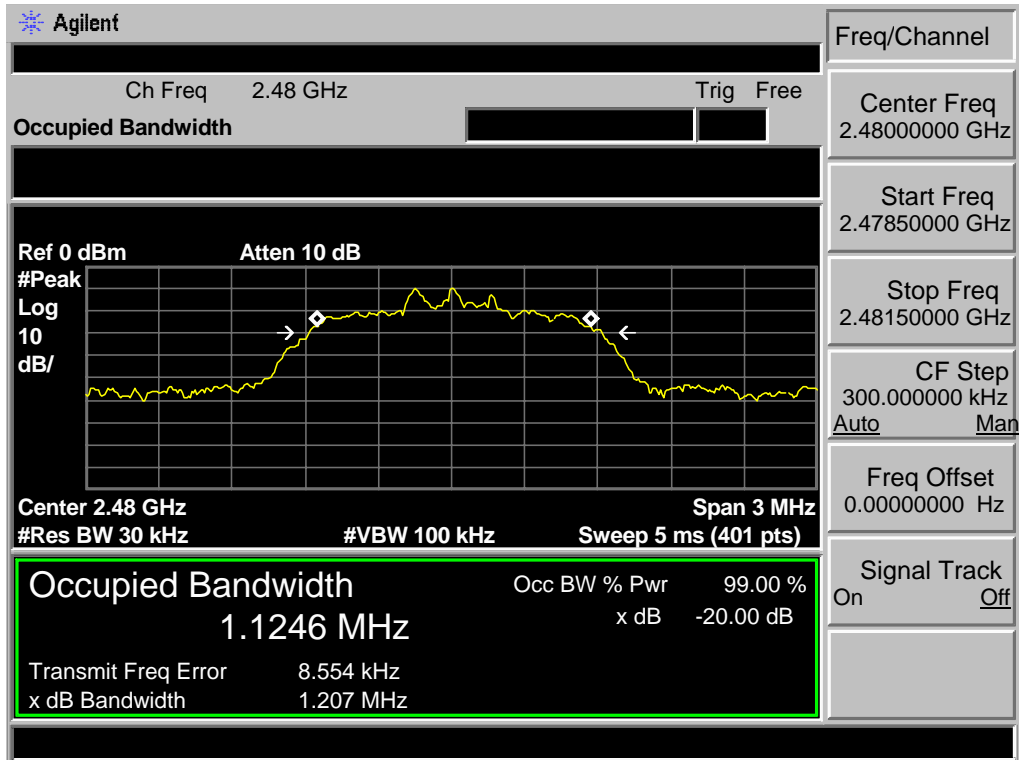 Agilent
Freq/Channel
Ch Freq 2.48 GHz Trig Free
Occupied Bandwidth
Center Freq
2.48000000 GHz
Start Freq
2.47850000 GHz
Stop Freq
2.48150000 GHz
CF Step
300.000000 kHz
Auto Man
Freq Offset
0.00000000 Hz
Signal Track
On Off
Ref 0 dBm Atten 10 dB
#Peak
Log
10
dB/
Center 2.48 GHz Span 3 MHz
#Res BW 30 kHz #VBW 100 kHz Sweep 5 ms (401 pts)
Occupied Bandwidth Occ BW % Pwr 99.00 %
1.1246 MHz x dB -20.00 dB
Transmit Freq Error 8.554 kHz
x dB Bandwidth 1.207 MHz